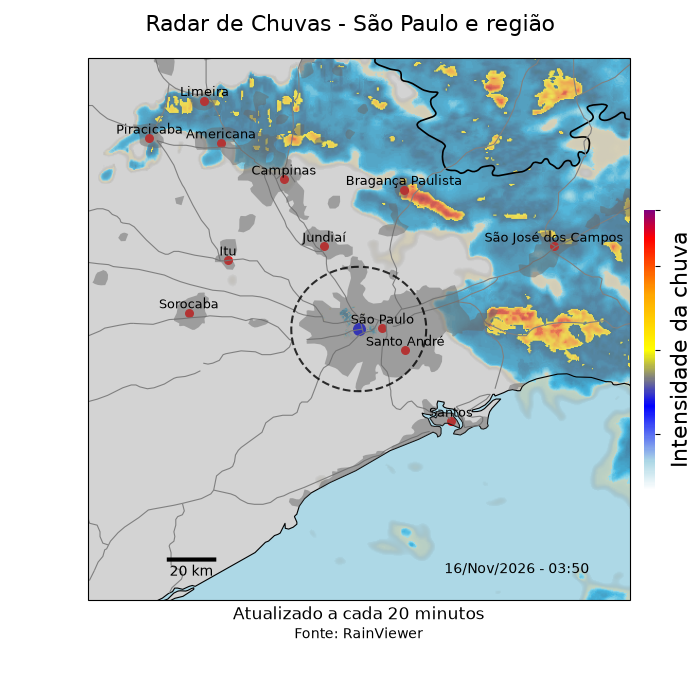 Radar de Chuvas - São Paulo e região
Limeira
Piracicaba
Americana
Campinas
Bragança Paulista
Jundiaí
São José dos Campos
Itu
Sorocaba
São Paulo
Santo André
Santos
Intensidade da chuva
20 km
16/Nov/2026 - 03:50
Atualizado a cada 20 minutos
Fonte: RainViewer